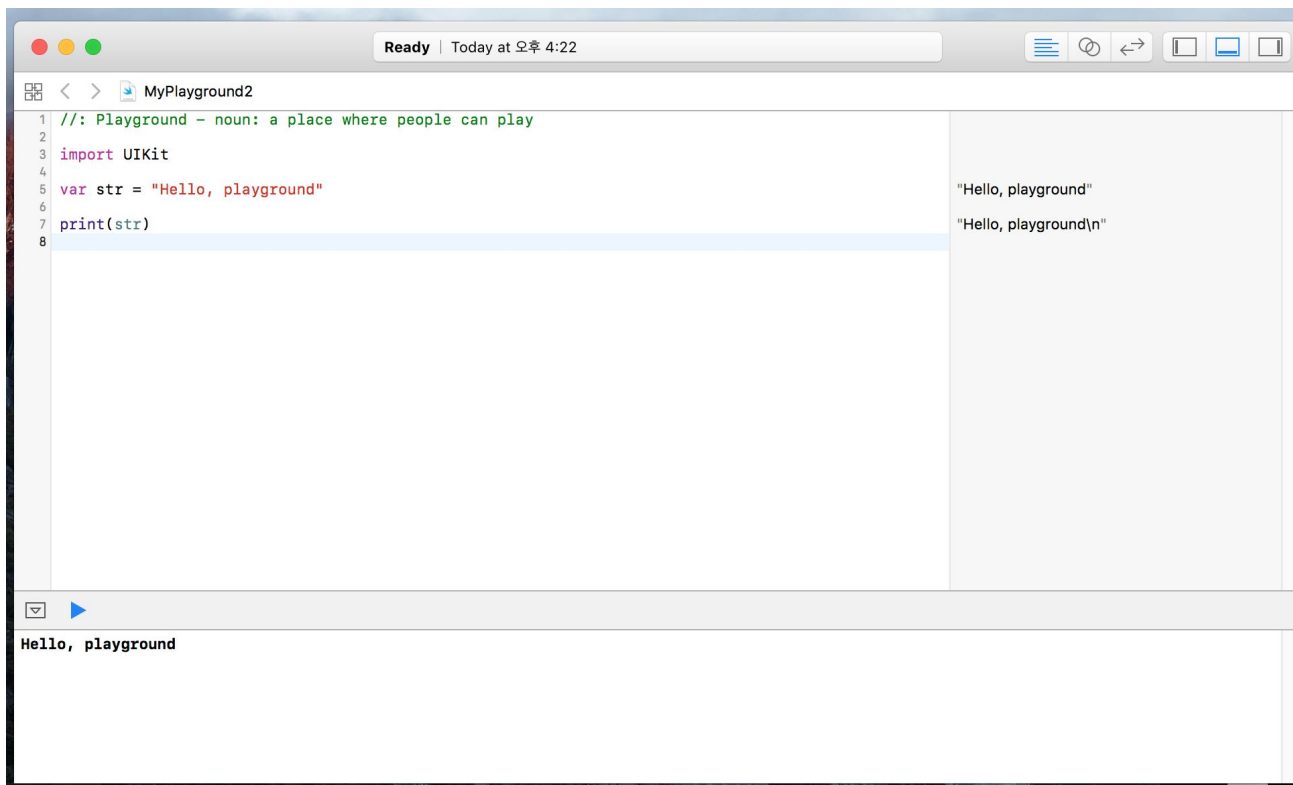 Ready | Today at 오후 4:22
MyPlayground2
1 //: Playground – noun: a place where people can play
2
3 import UIKit
4
5 var str = "Hello, playground"
"Hello, playground"
6
7 print(str)
"Hello, playground\n"
8
Hello, playground